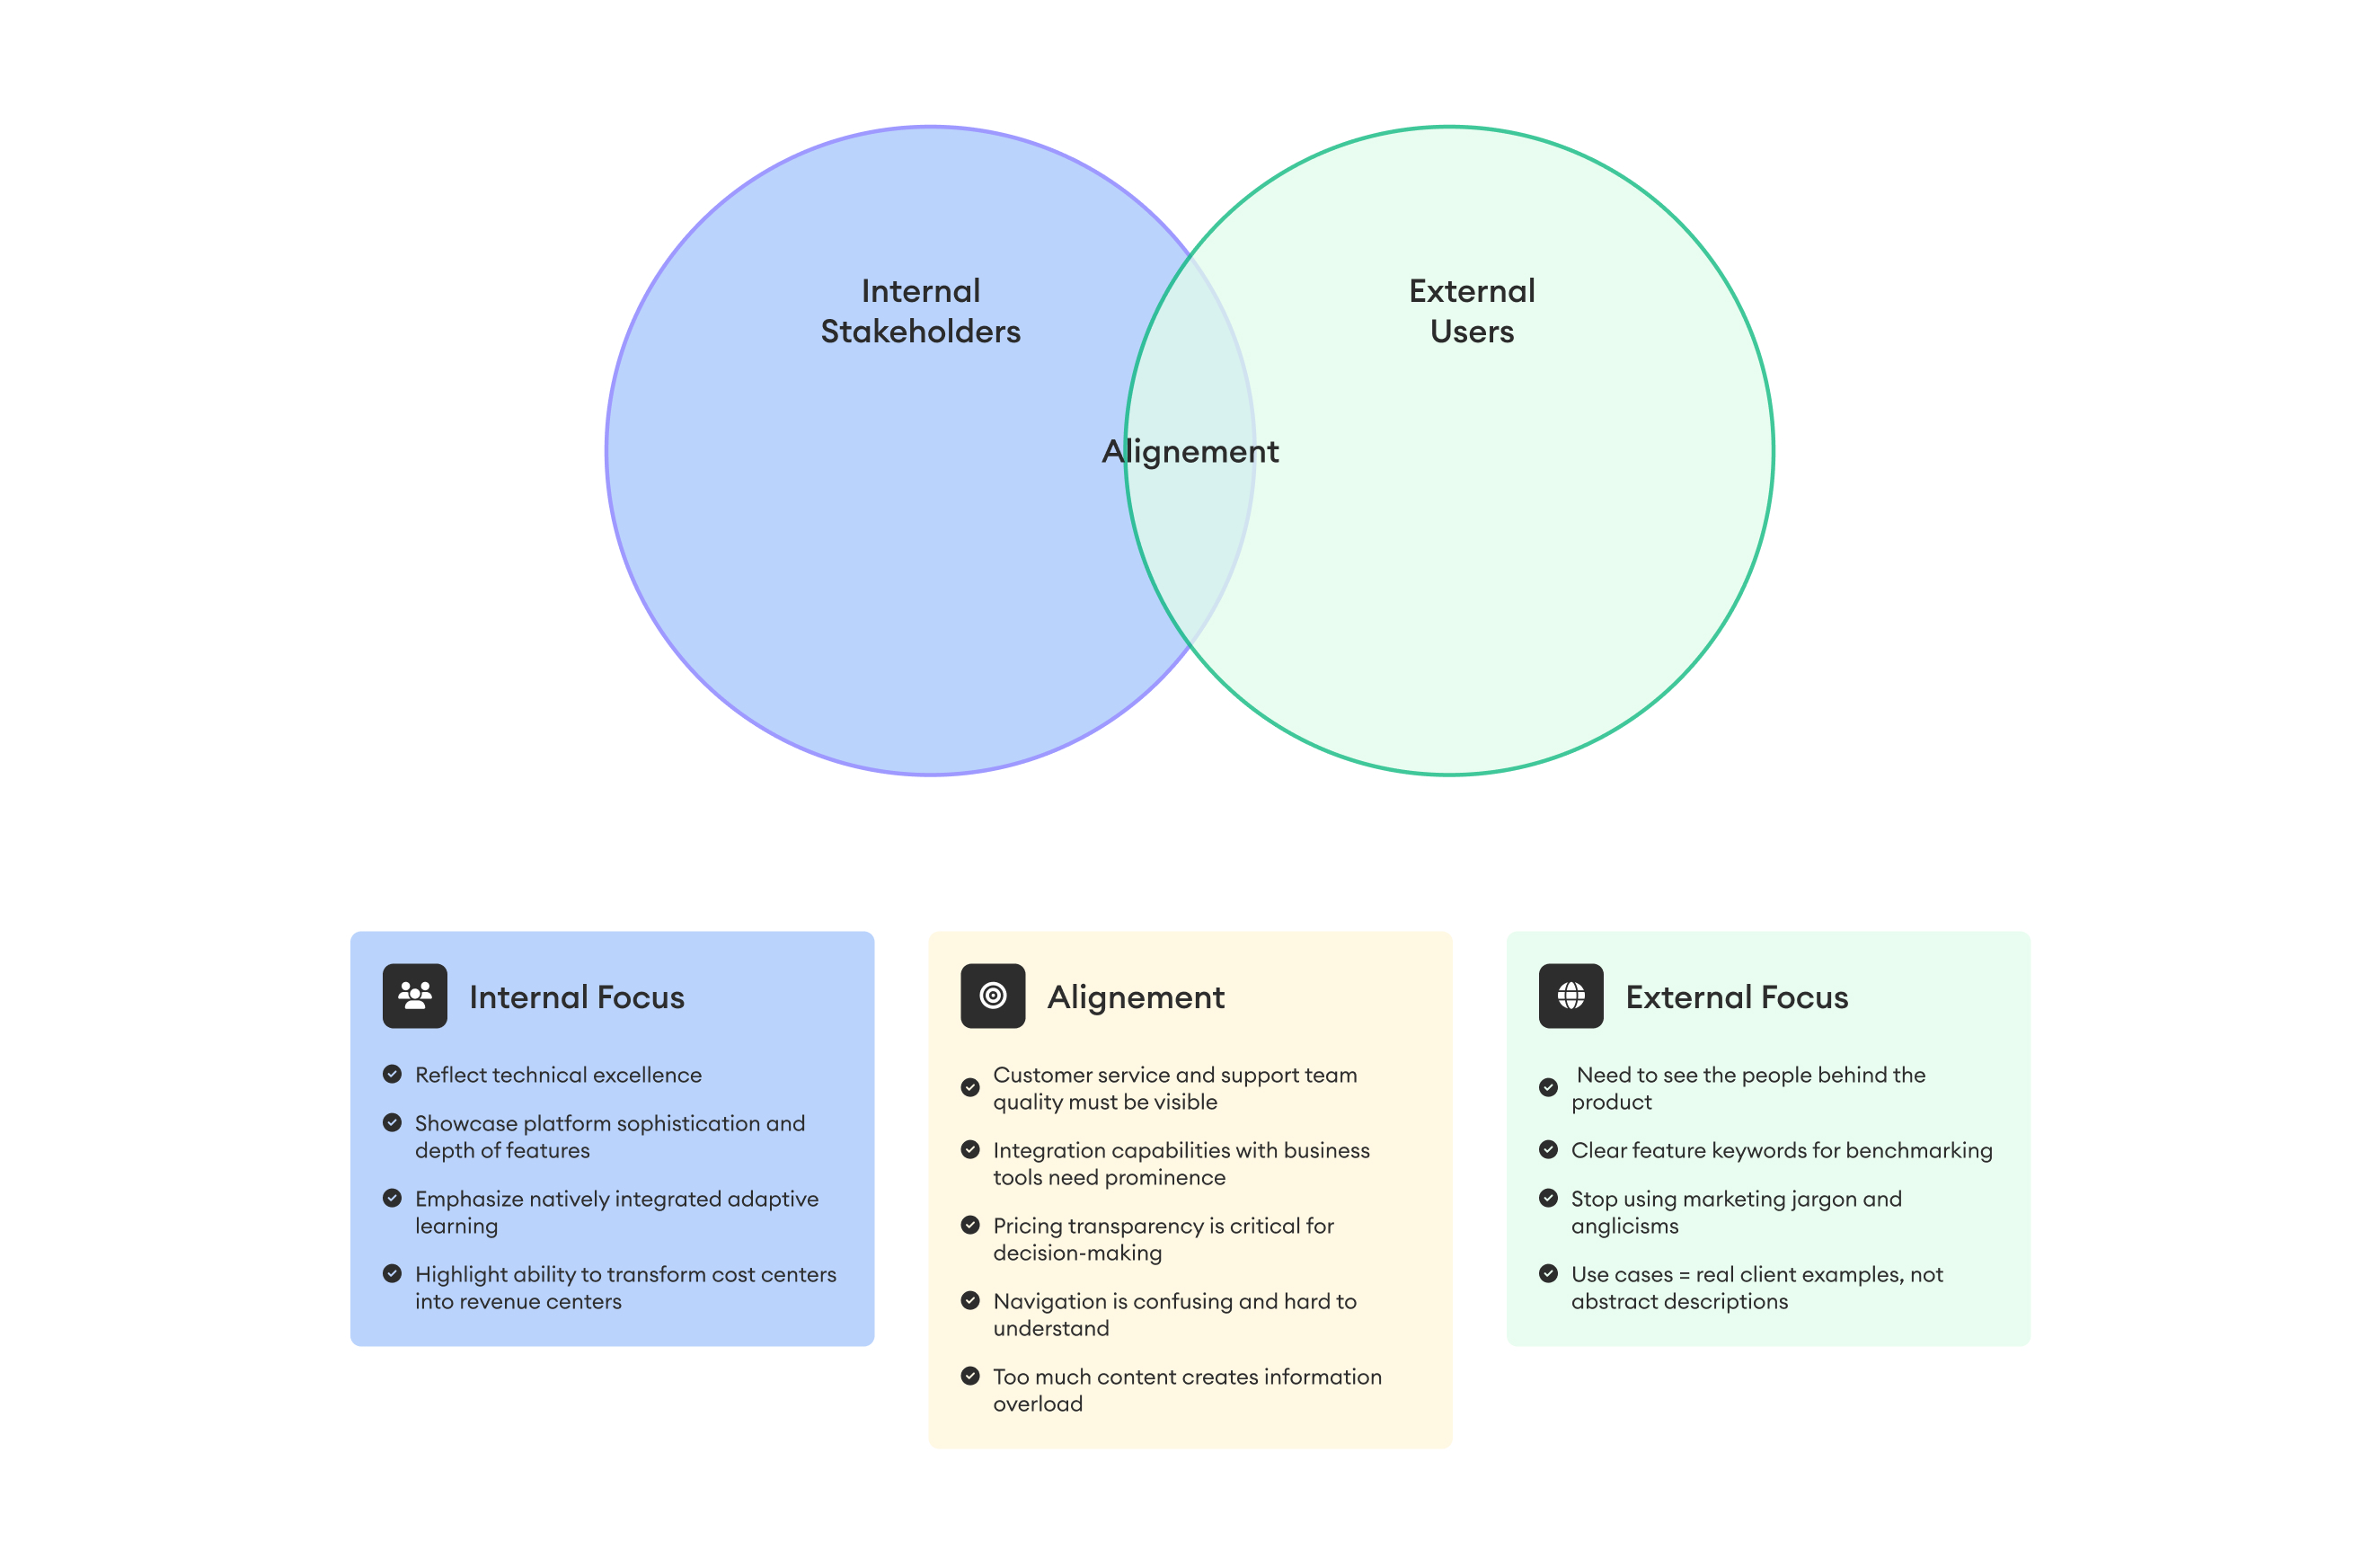 Internal
Stakeholders
External
Users
Alignement
Internal Focus
Reflect technical excellence
Showcase platform sophistication and
depth of features
Emphasize natively integrated adaptive
learning
Highlight ability to transform cost centers
into revenue centers
Alignement
Customer service and support team
quality must be visible
Integration capabilities with business
tools need prominence
Pricing transparency is critical for
decision-making
Navigation is confusing and hard to
understand
Too much content creates information
overload
External Focus
Need to see the people behind the
product
Clear feature keywords for benchmarking
Stop using marketing jargon and
anglicisms
Use cases = real client examples, not
abstract descriptions